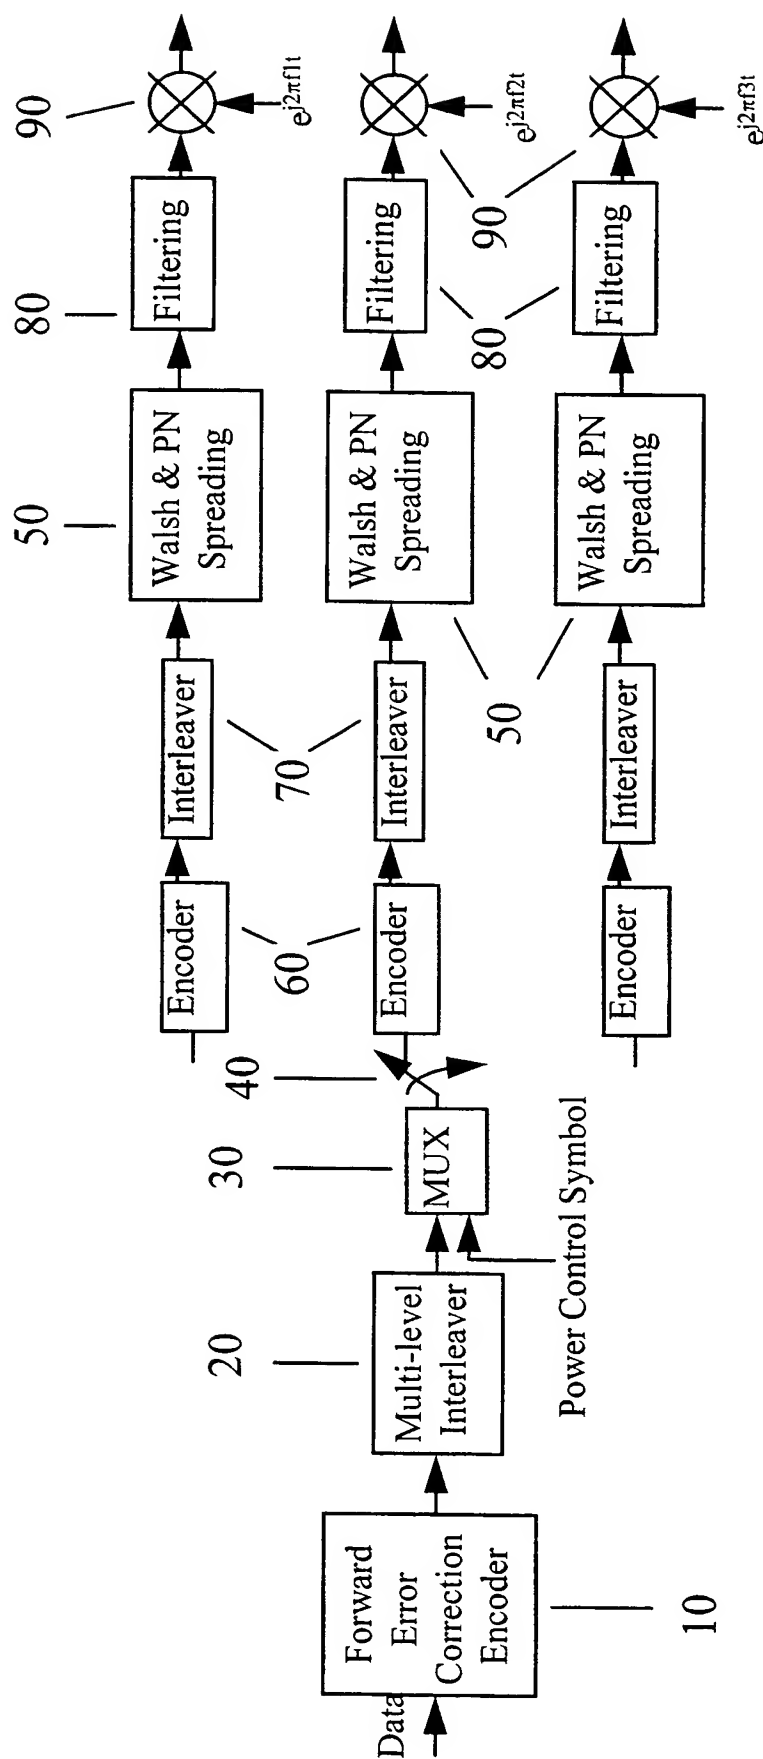 Data
Forward
Error
Correction
Encoder
10
Multi-level
Interleaver
20
Power Control Symbol
MUX
30
40
Encoder
Interleaver
Walsh & PN
Spreading
Filtering
e^j2πf1t
50
80
90
60
70
Encoder
Interleaver
Walsh & PN
Spreading
Filtering
e^j2πf2t
50
80
90
Encoder
Interleaver
Walsh & PN
Spreading
Filtering
e^j2πf3t